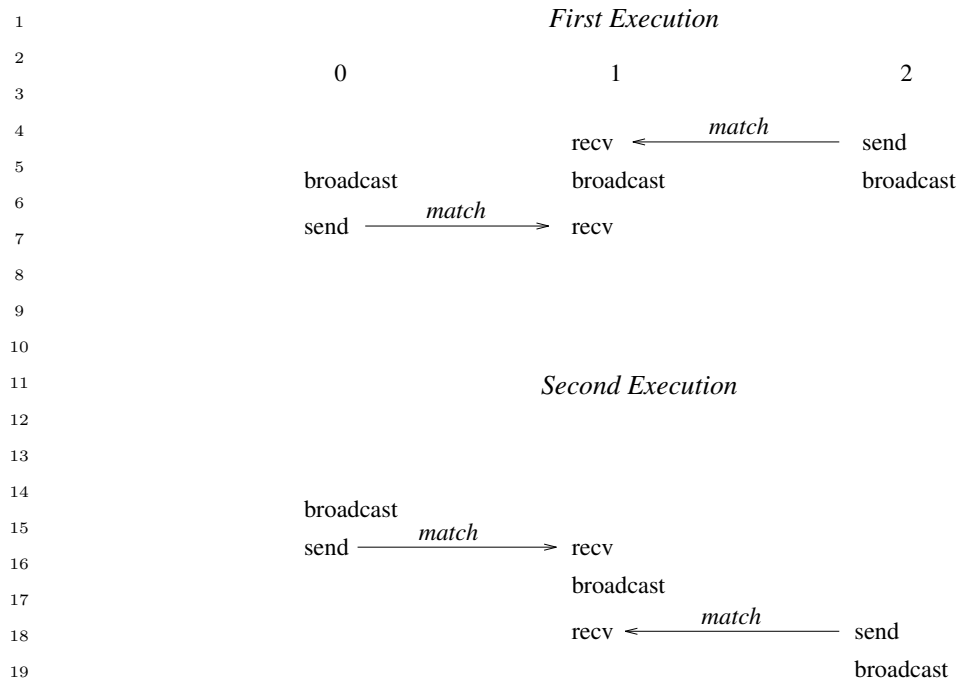 1 First Execution
2
0 1 2
3
4 match
recv send
5 broadcast broadcast broadcast
6 match
send recv
7
8
9
10
11 Second Execution
12
13
14 broadcast
15 match
send recv
16 broadcast
17 match
18 recv send
19 broadcast